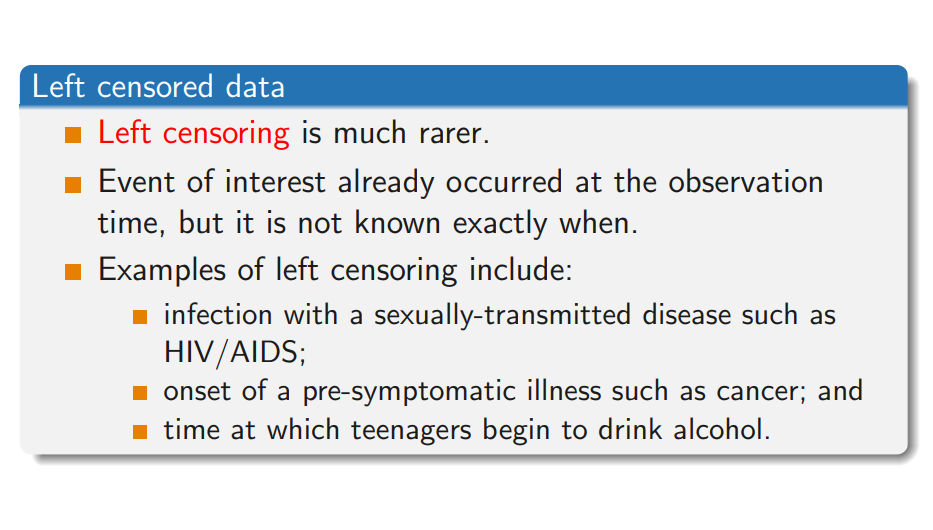 Left censored data
Left censoring is much rarer.
Event of interest already occurred at the observation
time, but it is not known exactly when.
Examples of left censoring include:
infection with a sexually-transmitted disease such as
HIV/AIDS;
onset of a pre-symptomatic illness such as cancer; and
time at which teenagers begin to drink alcohol.